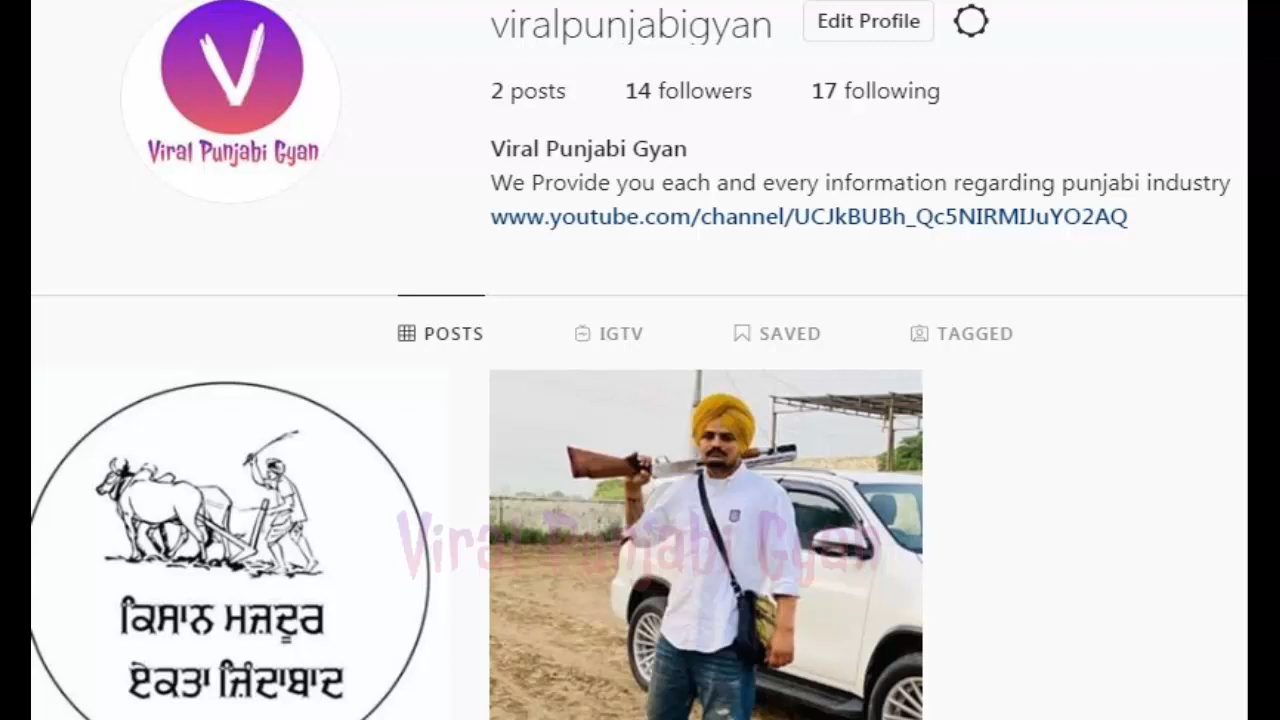 viralpunjabigyan
Edit Profile
2 posts
14 followers
17 following
V
Viral Punjabi Gyan
Viral Punjabi Gyan
We Provide you each and every information regarding punjabi industry
www.youtube.com/channel/UCJkBUBh_Qc5NIRMIJuYO2AQ
POSTS
IGTV
SAVED
TAGGED
Viral Punjabi Gyan
ਕਿਸਾਨ ਮਜ਼ਦੂਰ
ਏਕਤਾ ਜ਼ਿੰਦਾਬਾਦ